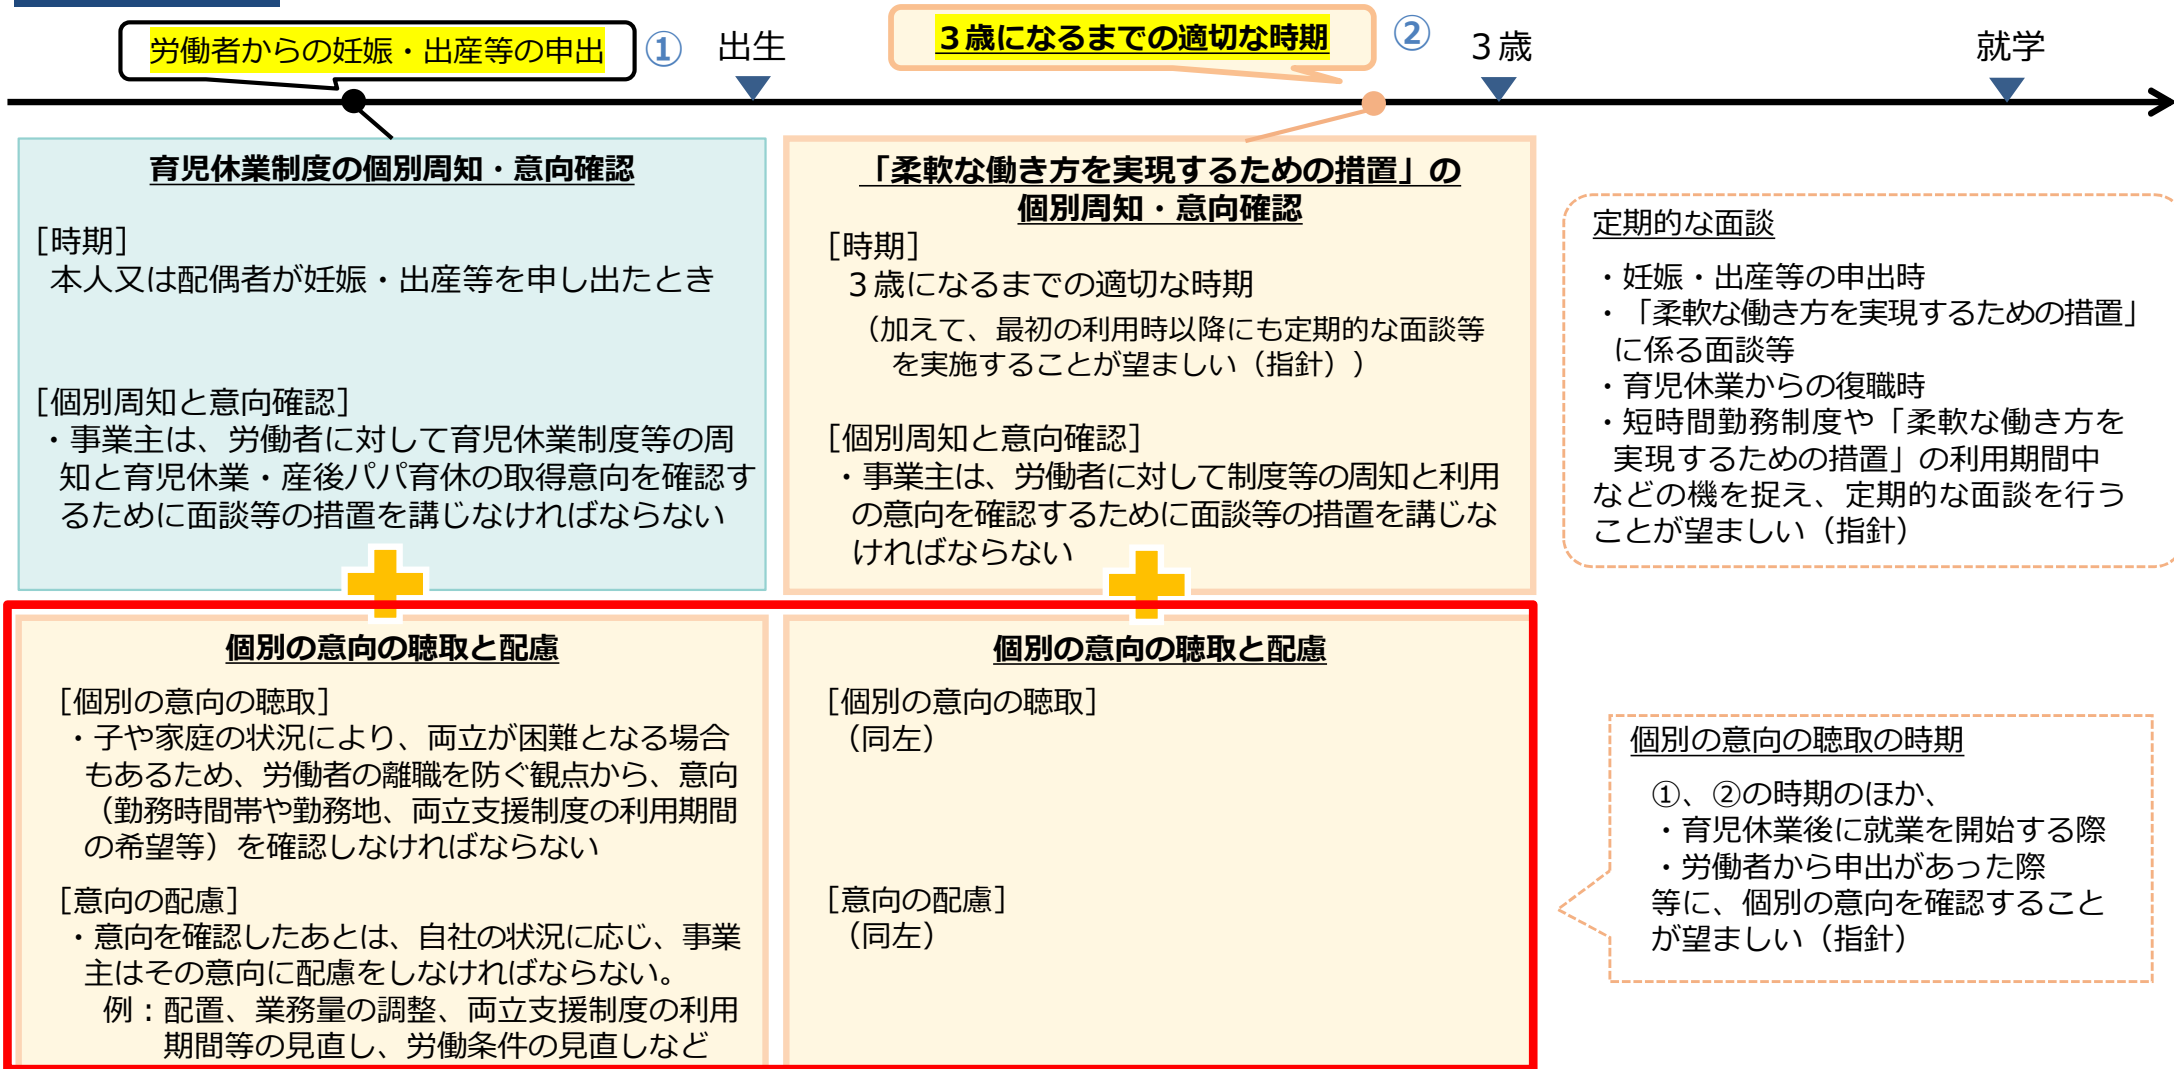 労働者からの妊娠・出産等の申出
①
出生
３歳になるまでの適切な時期
②
３歳
就学
育児休業制度の個別周知・意向確認
［時期］
本人又は配偶者が妊娠・出産等を申し出たとき
［個別周知と意向確認］
・事業主は、労働者に対して育児休業制度等の周
知と育児休業・産後パパ育休の取得意向を確認す
るために面談等の措置を講じなければならない
「柔軟な働き方を実現するための措置」の
個別周知・意向確認
［時期］
３歳になるまでの適切な時期
（加えて、最初の利用時以降にも定期的な面談等
を実施することが望ましい（指針））
［個別周知と意向確認］
・事業主は、労働者に対して制度等の周知と利用
の意向を確認するために面談等の措置を講じな
ければならない
定期的な面談
・妊娠・出産等の申出時
・「柔軟な働き方を実現するための措置」
に係る面談等
・育児休業からの復職時
・短時間勤務制度や「柔軟な働き方を
実現するための措置」の利用期間中
などの機を捉え、定期的な面談を行う
ことが望ましい（指針）
個別の意向の聴取と配慮
［個別の意向の聴取］
・子や家庭の状況により、両立が困難となる場合
もあるため、労働者の離職を防ぐ観点から、意向
（勤務時間帯や勤務地、両立支援制度の利用期間
の希望等）を確認しなければならない
［意向の配慮］
・意向を確認したあとは、自社の状況に応じ、事業
主はその意向に配慮をしなければならない。
例：配置、業務量の調整、両立支援制度の利用
期間等の見直し、労働条件の見直しなど
個別の意向の聴取と配慮
［個別の意向の聴取］
（同左）
［意向の配慮］
（同左）
個別の意向の聴取の時期
①、②の時期のほか、
・育児休業後に就業を開始する際
・労働者から申出があった際
等に、個別の意向を確認すること
が望ましい（指針）